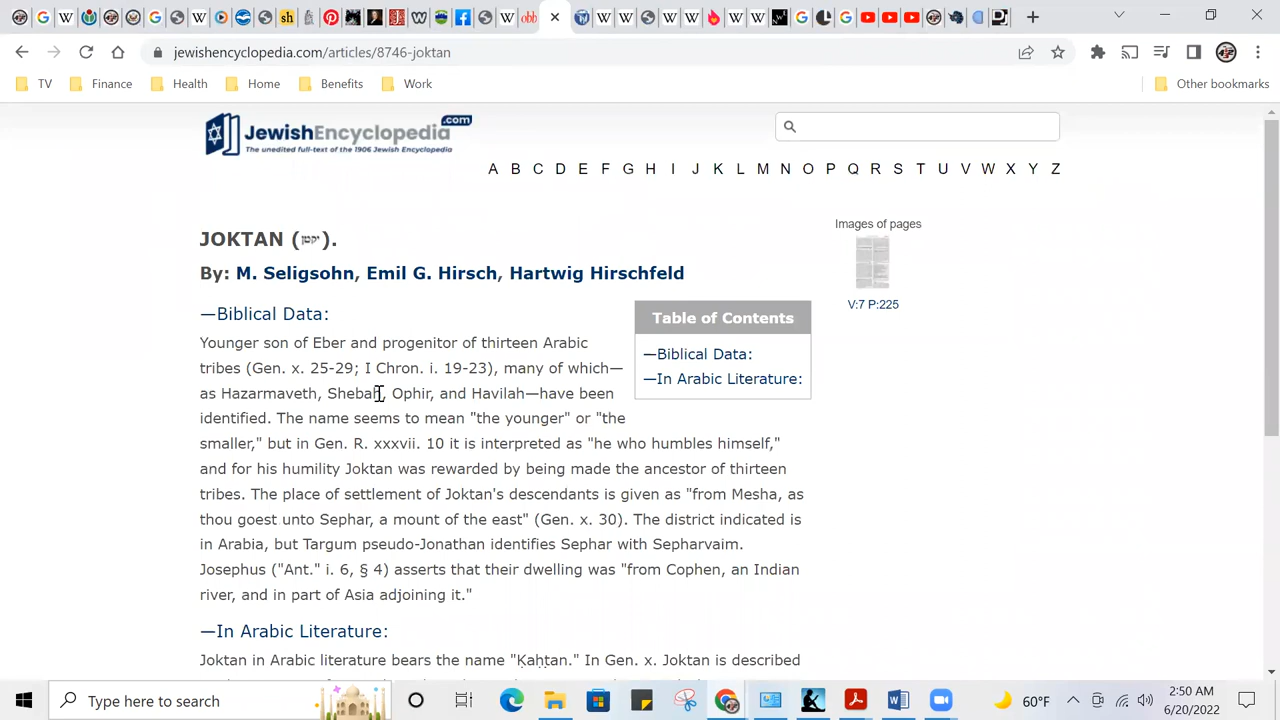 jewishencyclopedia.com/articles/8746-joktan
TV Finance Health Home Benefits Work Other bookmarks
JewishEncyclopedia.com
The unedited full-text of the 1906 Jewish Encyclopedia
A B C D E F G H I J K L M N O P Q R S T U V W X Y Z
JOKTAN (יקטן).
Images of pages
V:7 P:225
By: M. Seligsohn, Emil G. Hirsch, Hartwig Hirschfeld
—Biblical Data:
Table of Contents
—Biblical Data:
—In Arabic Literature:
Younger son of Eber and progenitor of thirteen Arabic
tribes (Gen. x. 25-29; I Chron. i. 19-23), many of which—
as Hazarmaveth, Shebah, Ophir, and Havilah—have been
identified. The name seems to mean "the younger" or "the
smaller," but in Gen. R. xxxvii. 10 it is interpreted as "he who humbles himself,"
and for his humility Joktan was rewarded by being made the ancestor of thirteen
tribes. The place of settlement of Joktan's descendants is given as "from Mesha, as
thou goest unto Sephar, a mount of the east" (Gen. x. 30). The district indicated is
in Arabia, but Targum pseudo-Jonathan identifies Sephar with Sepharvaim.
Josephus ("Ant." i. 6, § 4) asserts that their dwelling was "from Cophen, an Indian
river, and in part of Asia adjoining it."
—In Arabic Literature:
Joktan in Arabic literature bears the name "Ḳaḥṭan." In Gen. x. Joktan is described
Type here to search
60°F
2:50 AM
6/20/2022